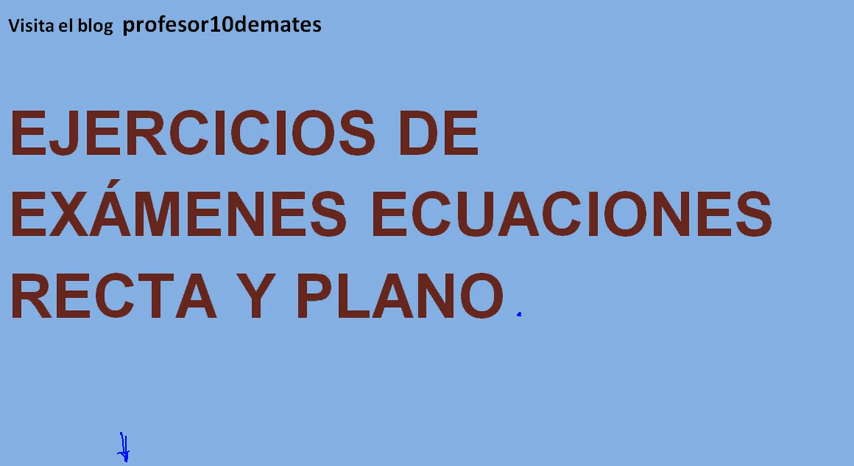 Visita el blog profesor10demates
EJERCICIOS DE
EXÁMENES ECUACIONES
RECTA Y PLANO